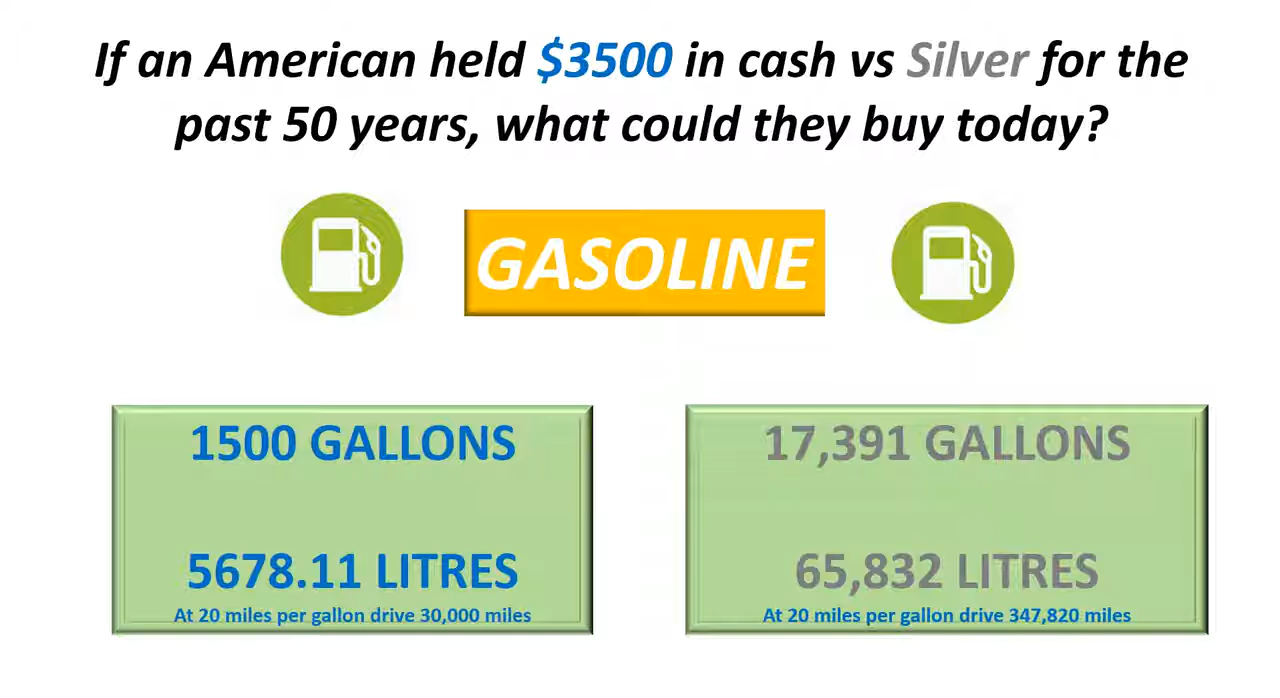 If an American held $3500 in cash vs Silver for the
past 50 years, what could they buy today?
GASOLINE
1500 GALLONS
5678.11 LITRES
At 20 miles per gallon drive 30,000 miles
17,391 GALLONS
65,832 LITRES
At 20 miles per gallon drive 347,820 miles